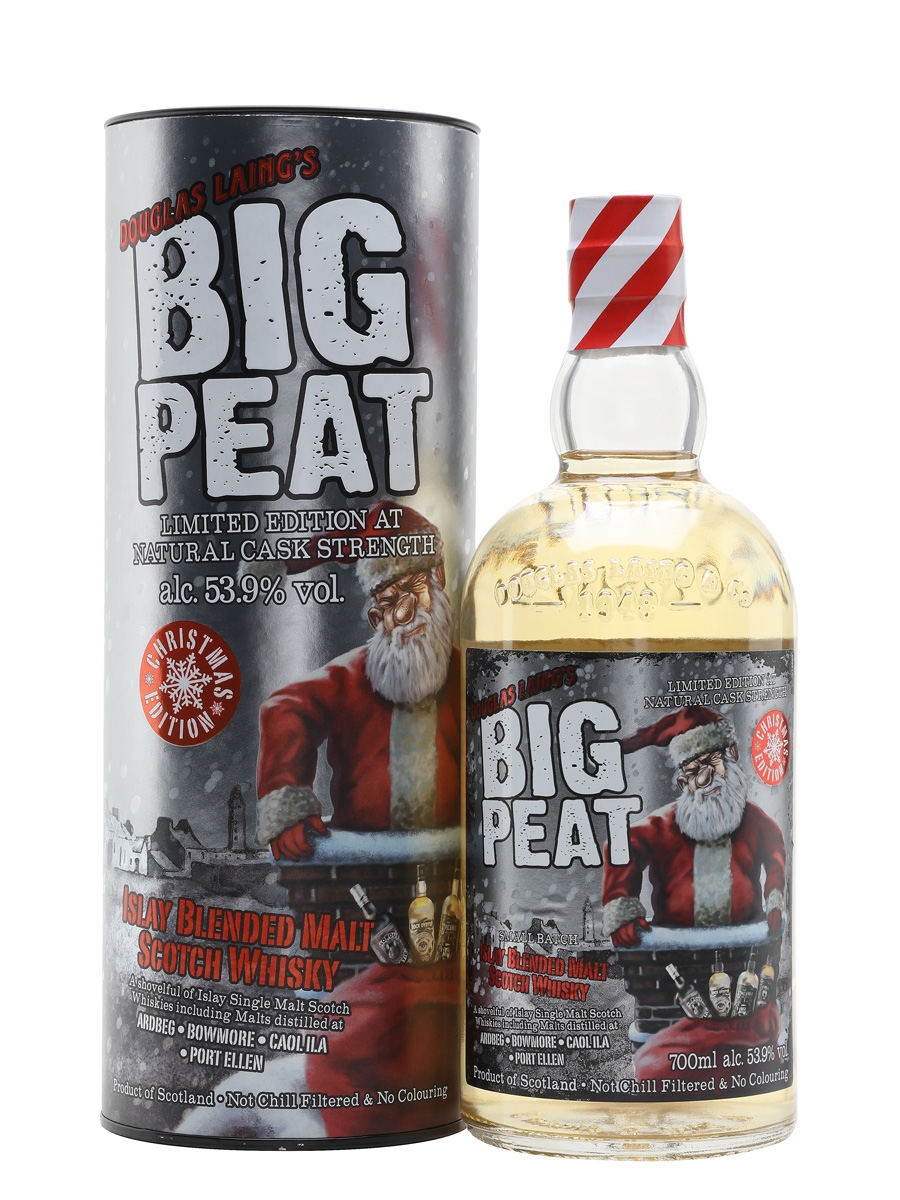 DOUGLAS LAING'S
BIG
PEAT
LIMITED EDITION AT
NATURAL CASK STRENGTH
alc. 53.9% vol.
CHRISTMAS
EDITION
ISLAY BLENDED MALT
SCOTCH WHISKY
A shovelful of Islay Single Malt Scotch
Whiskies including Malts distilled at
ARDBEG • BOWMORE • CAOL ILA
• PORT ELLEN
Product of Scotland • Not Chill Filtered & No Colouring
DOUGLAS LAING & Co
1948
DOUGLAS LAING'S
LIMITED EDITION AT
NATURAL CASK STRENGTH
BIG
PEAT
CHRISTMAS
EDITION
SMALL BATCH
ISLAY BLENDED MALT
SCOTCH WHISKY
A shovelful of Islay Single Malt Scotch
Whiskies including Malts distilled at
ARDBEG • BOWMORE • CAOL ILA
• PORT ELLEN
700ml alc. 53.9% vol.
Product of Scotland • Not Chill Filtered & No Colouring